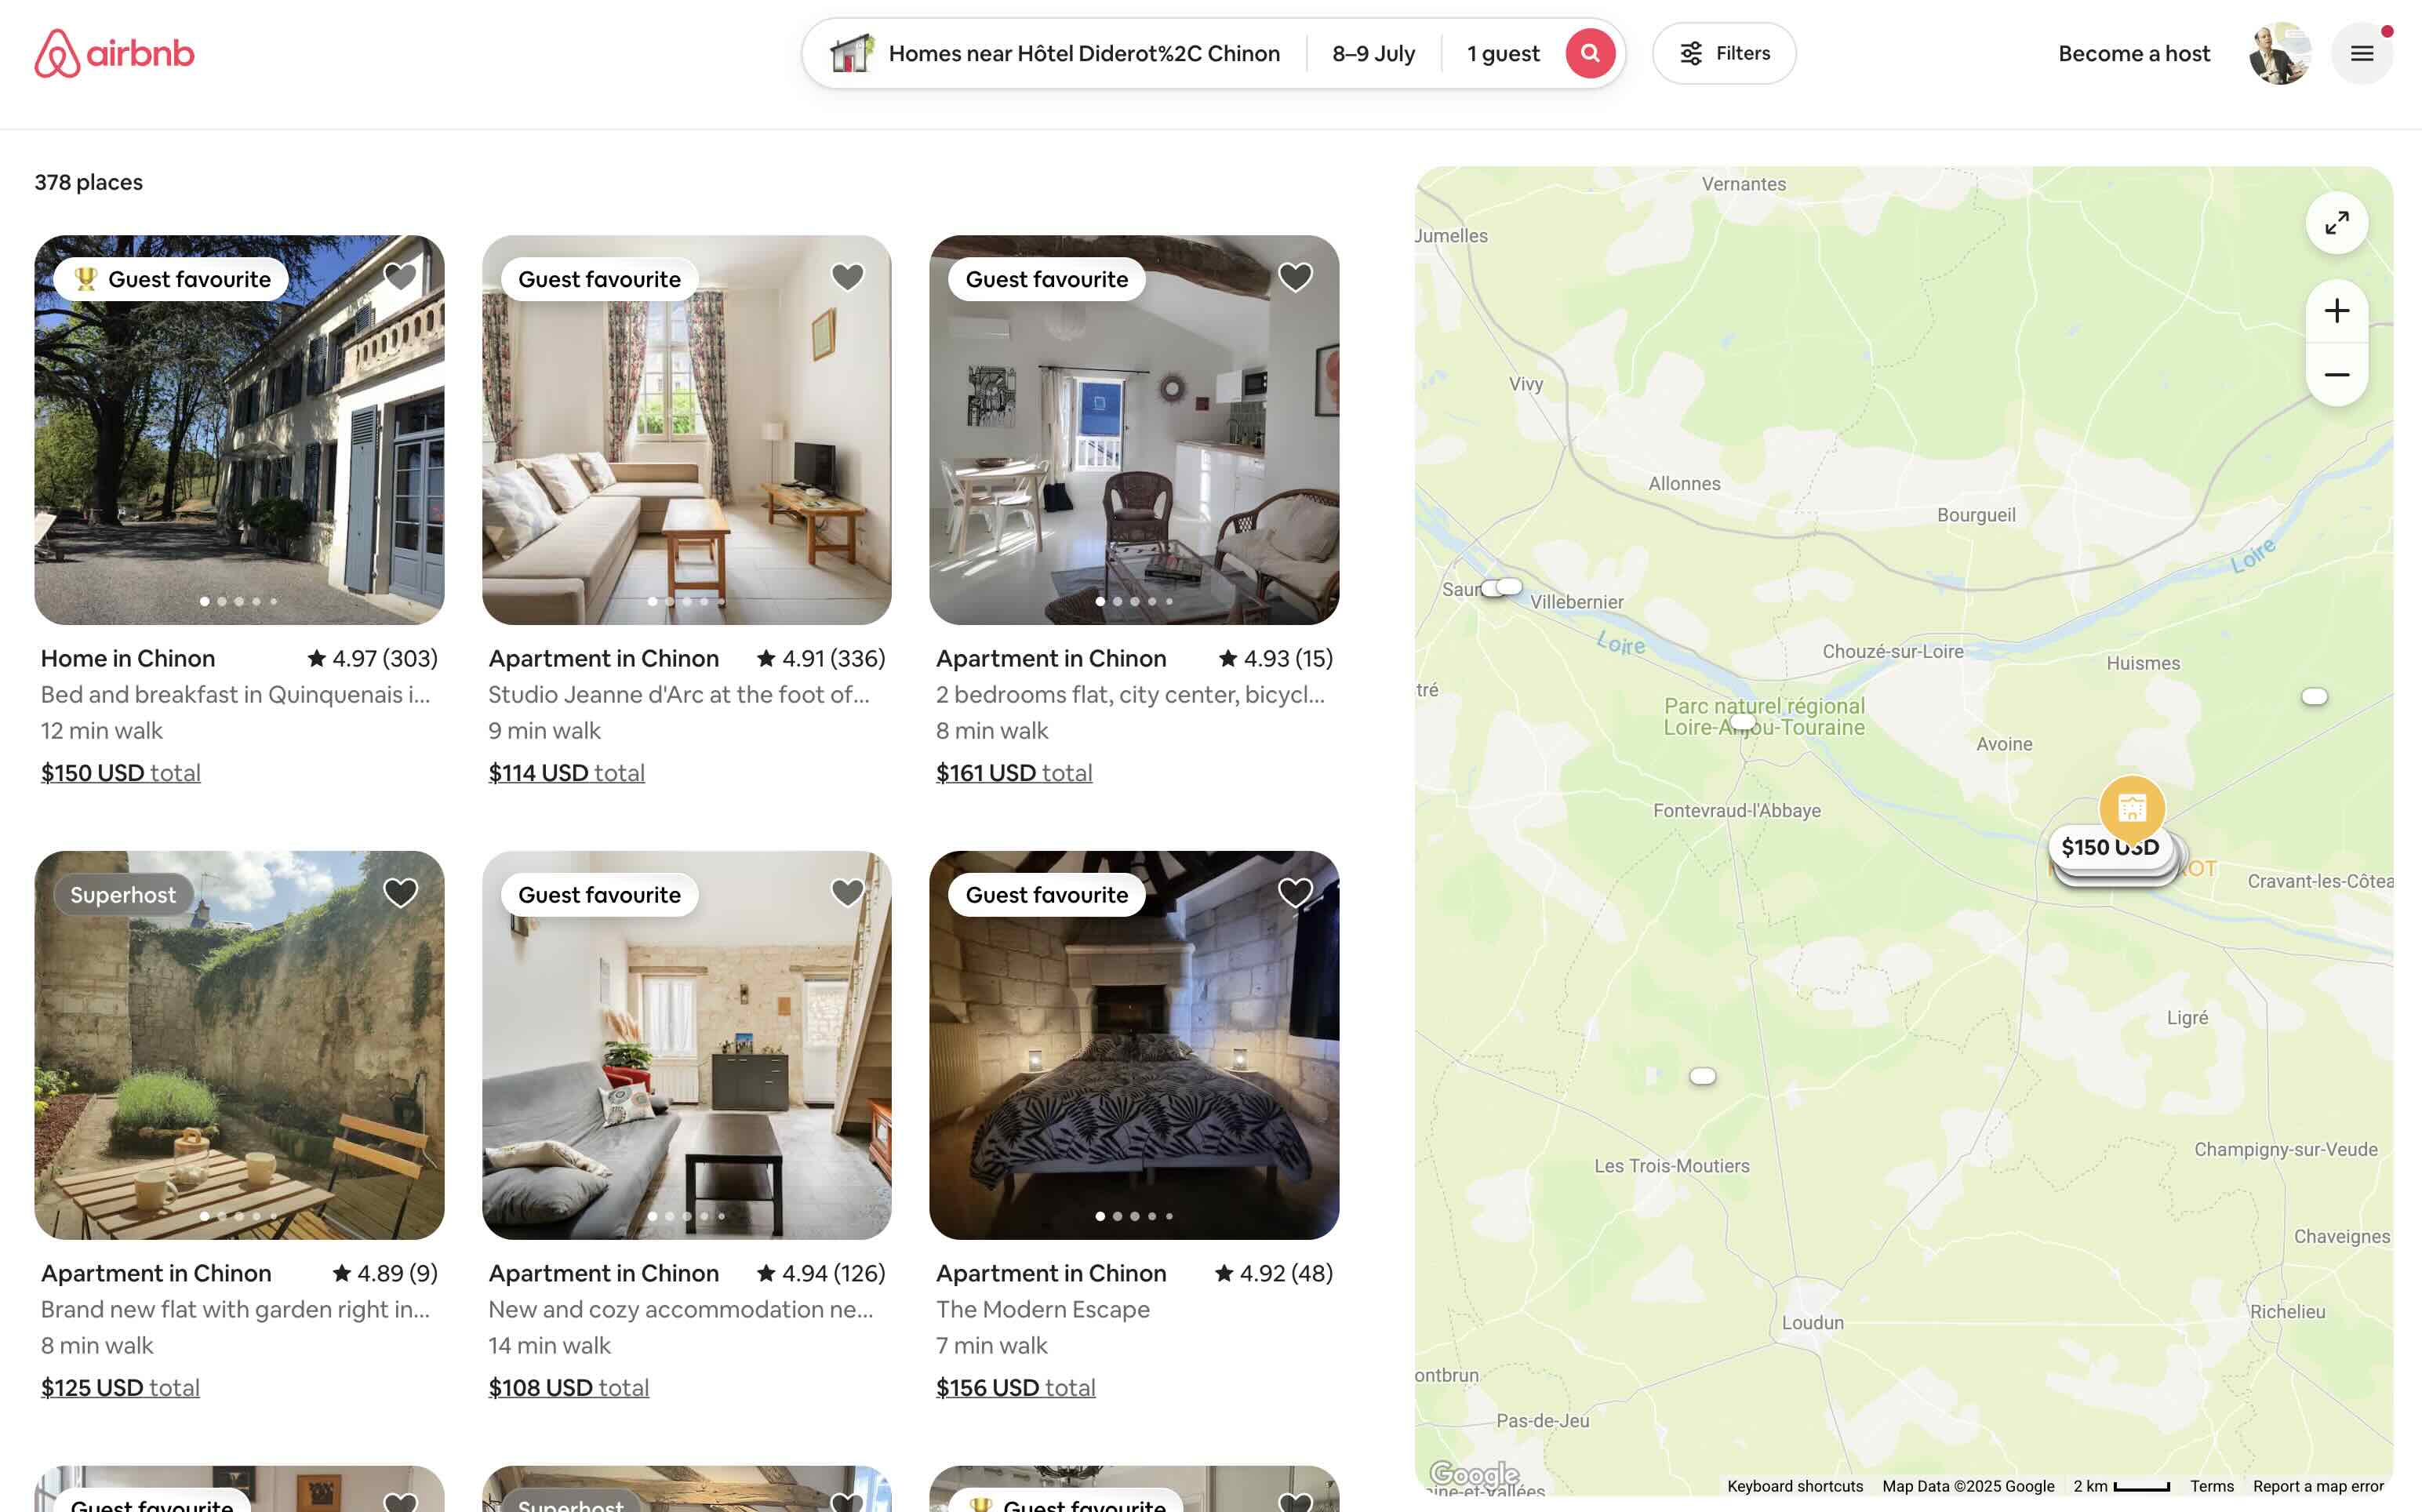 airbnb
Homes near Hôtel Diderot%2C Chinon
8–9 July
1 guest
Filters
Become a host
378 places
Guest favourite
Home in Chinon
4.97 (303)
Bed and breakfast in Quinquenais i...
12 min walk
$150 USD total
Guest favourite
Apartment in Chinon
4.91 (336)
Studio Jeanne d'Arc at the foot of...
9 min walk
$114 USD total
Guest favourite
Apartment in Chinon
4.93 (15)
2 bedrooms flat, city center, bicycl...
8 min walk
$161 USD total
Superhost
Apartment in Chinon
4.89 (9)
Brand new flat with garden right in...
8 min walk
$125 USD total
Guest favourite
Apartment in Chinon
4.94 (126)
New and cozy accommodation ne...
14 min walk
$108 USD total
Guest favourite
Apartment in Chinon
4.92 (48)
The Modern Escape
7 min walk
$156 USD total
Guest favourite
Superhost
Guest favourite
Vernantes
Jumelles
Vivy
Allonnes
Bourgueil
Loire
Saum
Villebernier
Loire
Chouzé-sur-Loire
Huismes
tré
Parc naturel régional
Loire-Anjou-Touraine
Avoine
Fontevraud-l'Abbaye
$150 USD
OT
Cravant-les-Côtea
Ligré
Les Trois-Moutiers
Champigny-sur-Veude
Chaveignes
Richelieu
Loudun
ontbrun
Pas-de-Jeu
Google
oine-et-Vallées
Keyboard shortcuts
Map Data ©2025 Google
2 km
Terms
Report a map error